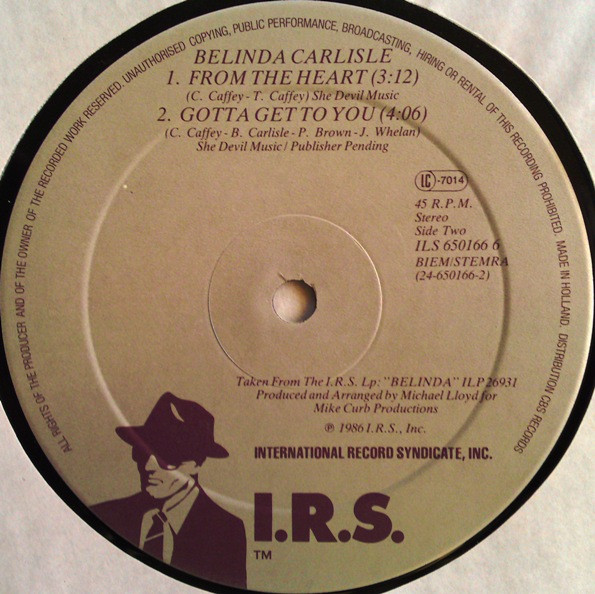 ALL RIGHTS OF THE PRODUCER AND OF THE OWNER OF THE RECORDED WORK RESERVED. UNAUTHORISED COPYING, PUBLIC PERFORMANCE, BROADCASTING, HIRING OR RENTAL OF THIS RECORDING PROHIBITED. MADE IN HOLLAND. DISTRIBUTION CBS RECORDS
BELINDA CARLISLE
1. FROM THE HEART (3:12)
(C. Caffey - T. Caffey) She Devil Music
2. GOTTA GET TO YOU (4:06)
(C. Caffey - B. Carlisle - P. Brown - J. Whelan)
She Devil Music / Publisher Pending
LC-7014
45 R.P.M.
Stereo
Side Two
ILS 650166 6
BIEM/STEMRA
(24-650166-2)
Taken From The I.R.S. Lp: "BELINDA" ILP 26931
Produced and Arranged by Michael Lloyd for
Mike Curb Productions
℗ 1986 I.R.S., Inc.
INTERNATIONAL RECORD SYNDICATE, INC.
I.R.S.
TM